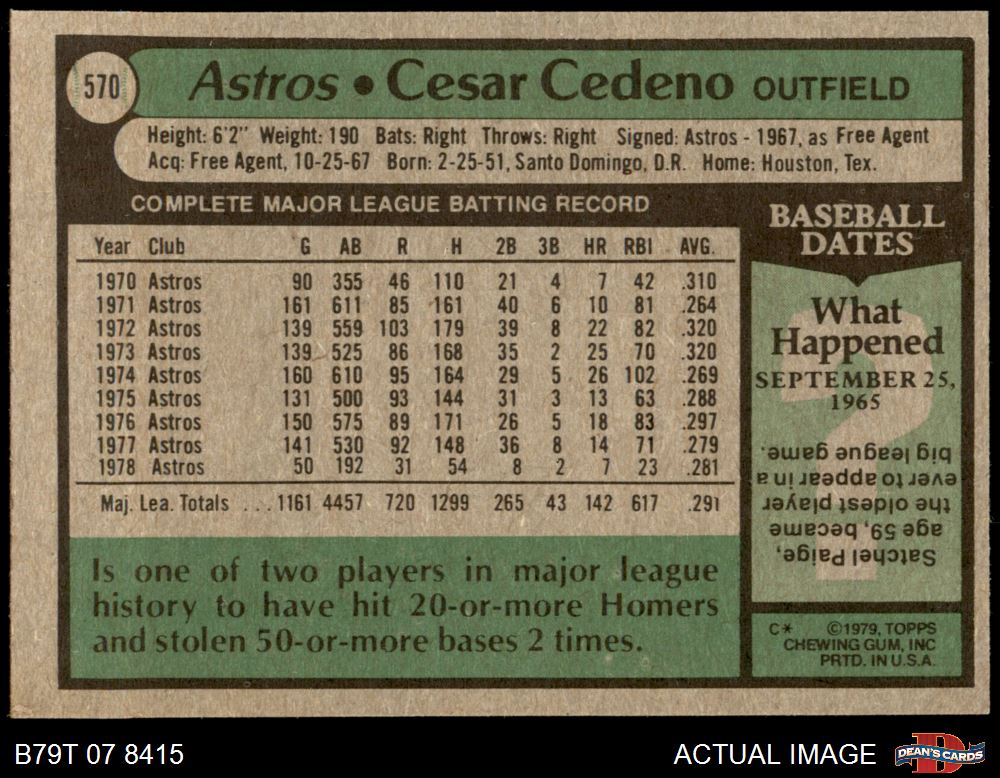 570
Astros • Cesar Cedeno OUTFIELD
Height: 6'2" Weight: 190 Bats: Right Throws: Right Signed: Astros - 1967, as Free Agent
Acq: Free Agent, 10-25-67 Born: 2-25-51, Santo Domingo, D.R. Home: Houston, Tex.
COMPLETE MAJOR LEAGUE BATTING RECORD
Year Club G AB R H 2B 3B HR RBI AVG.
1970 Astros 90 355 46 110 21 4 7 42 .310
1971 Astros 161 611 85 161 40 6 10 81 .264
1972 Astros 139 559 103 179 39 8 22 82 .320
1973 Astros 139 525 86 168 35 2 25 70 .320
1974 Astros 160 610 95 164 29 5 26 102 .269
1975 Astros 131 500 93 144 31 3 13 63 .288
1976 Astros 150 575 89 171 26 5 18 83 .297
1977 Astros 141 530 92 148 36 8 14 71 .279
1978 Astros 50 192 31 54 8 2 7 23 .281
Maj. Lea. Totals ...1161 4457 720 1299 265 43 142 617 .291
Is one of two players in major league
history to have hit 20-or-more Homers
and stolen 50-or-more bases 2 times.
BASEBALL
DATES
What
Happened
SEPTEMBER 25,
1965
?
Satchel Paige,
age 59, became
the oldest player
ever to appear in a
big league game.
C* ©1979, TOPPS
CHEWING GUM, INC
PRTD. IN U.S.A.
B79T 07 8415
ACTUAL IMAGE
D
DEAN'S CARDS